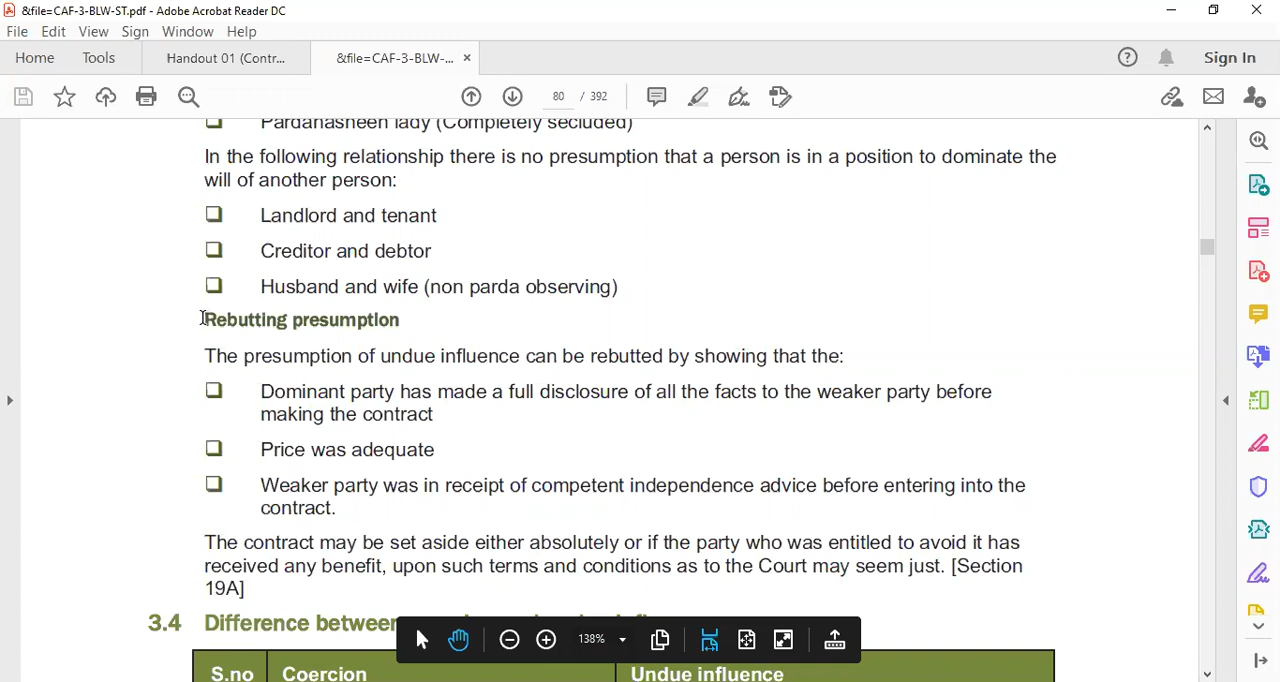 &file=CAF-3-BLW-ST.pdf - Adobe Acrobat Reader DC
File Edit View Sign Window Help
Home Tools Handout 01 (Contr... &file=CAF-3-BLW-... × Sign In
80 / 392
Pardanasheen lady (Completely secluded)
In the following relationship there is no presumption that a person is in a position to dominate the
will of another person:
Landlord and tenant
Creditor and debtor
Husband and wife (non parda observing)
Rebutting presumption
The presumption of undue influence can be rebutted by showing that the:
Dominant party has made a full disclosure of all the facts to the weaker party before
making the contract
Price was adequate
Weaker party was in receipt of competent independence advice before entering into the
contract.
The contract may be set aside either absolutely or if the party who was entitled to avoid it has
received any benefit, upon such terms and conditions as to the Court may seem just. [Section
19A]
3.4 Difference between
138%
S.no Coercion Undue influence